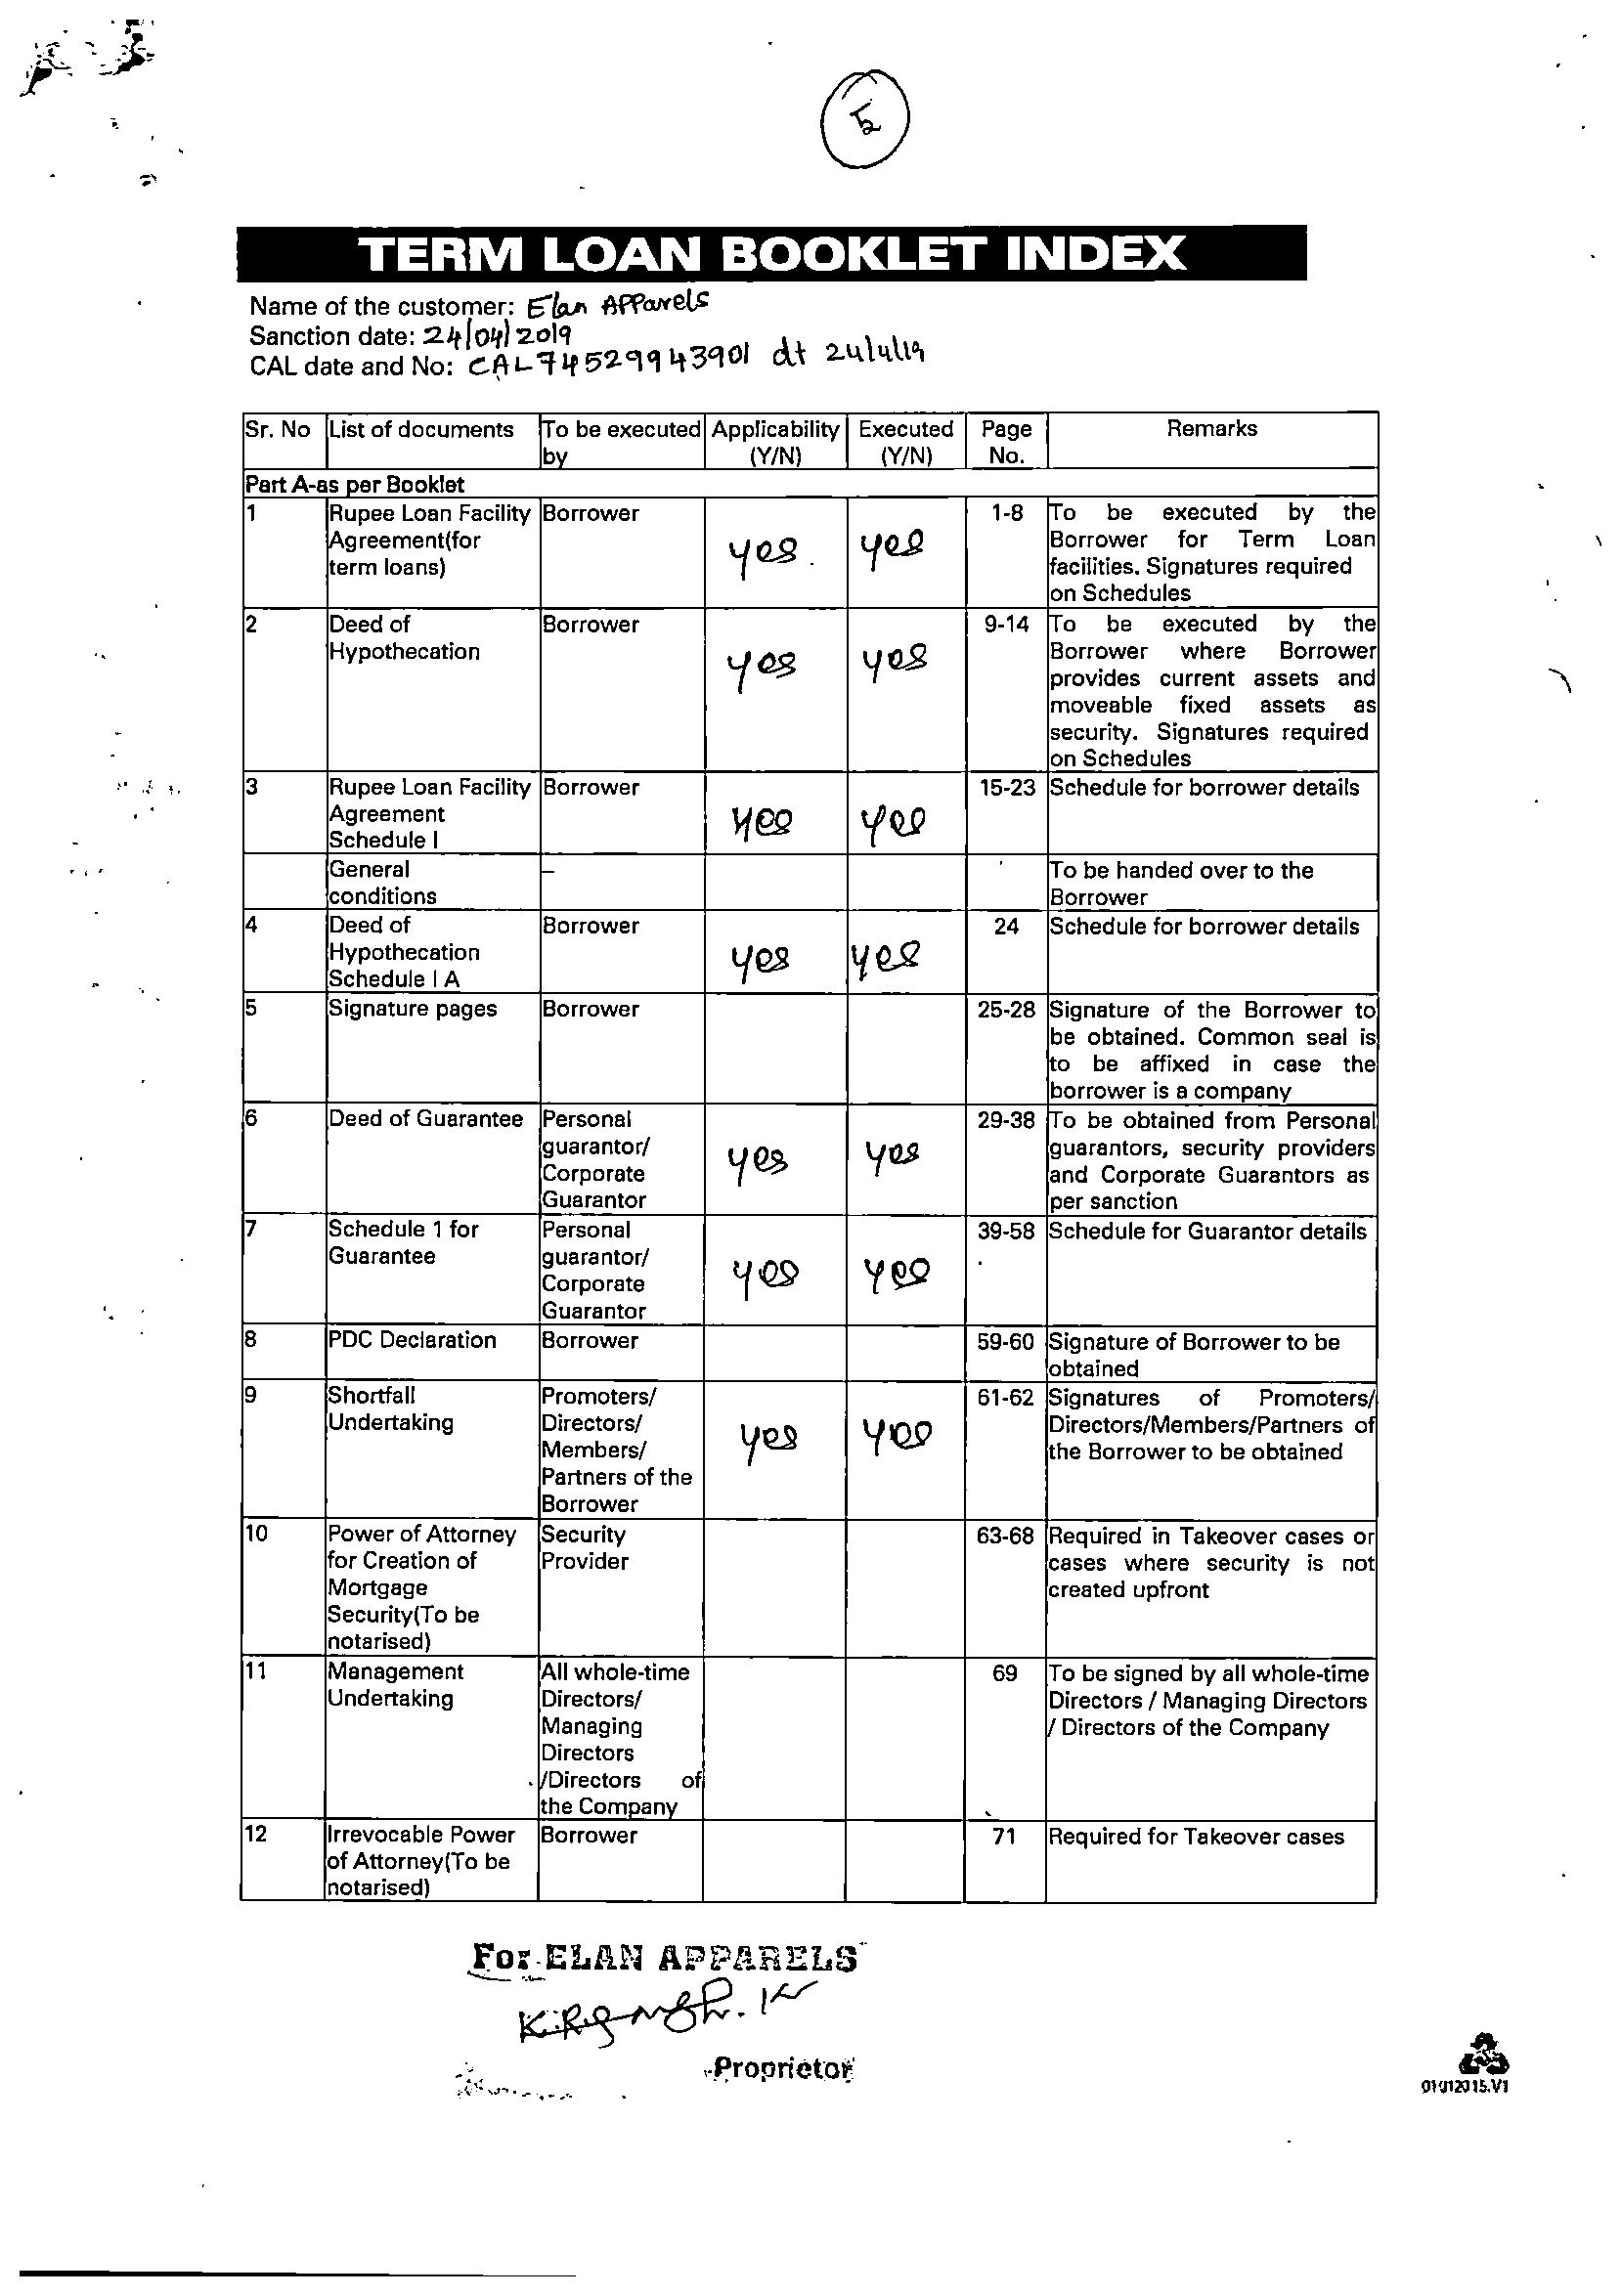 5
TERM LOAN BOOKLET INDEX
Name of the customer: Elan APParels
Sanction date: 24/04/2019
CAL date and No: CAL74529943901 dt 24/4/19
Sr. No List of documents To be executed by Applicability (Y/N) Executed (Y/N) Page No. Remarks
Part A-as per Booklet
1 Rupee Loan Facility Agreement(for term loans) Borrower yes yes 1-8 To be executed by the Borrower for Term Loan facilities. Signatures required on Schedules
2 Deed of Hypothecation Borrower yes yes 9-14 To be executed by the Borrower where Borrower provides current assets and moveable fixed assets as security. Signatures required on Schedules
3 Rupee Loan Facility Agreement Schedule I Borrower yes yes 15-23 Schedule for borrower details
General conditions – To be handed over to the Borrower
4 Deed of Hypothecation Schedule I A Borrower yes yes 24 Schedule for borrower details
5 Signature pages Borrower 25-28 Signature of the Borrower to be obtained. Common seal is to be affixed in case the borrower is a company
6 Deed of Guarantee Personal guarantor/ Corporate Guarantor yes yes 29-38 To be obtained from Personal guarantors, security providers and Corporate Guarantors as per sanction
7 Schedule 1 for Guarantee Personal guarantor/ Corporate Guarantor yes yes 39-58 Schedule for Guarantor details
8 PDC Declaration Borrower 59-60 Signature of Borrower to be obtained
9 Shortfall Undertaking Promoters/ Directors/ Members/ Partners of the Borrower yes yes 61-62 Signatures of Promoters/ Directors/Members/Partners of the Borrower to be obtained
10 Power of Attorney for Creation of Mortgage Security(To be notarised) Security Provider 63-68 Required in Takeover cases or cases where security is not created upfront
11 Management Undertaking All whole-time Directors/ Managing Directors /Directors of the Company 69 To be signed by all whole-time Directors / Managing Directors / Directors of the Company
12 Irrevocable Power of Attorney(To be notarised) Borrower 71 Required for Takeover cases
For ELAN APPARELS
Proprietor
01012015.V1